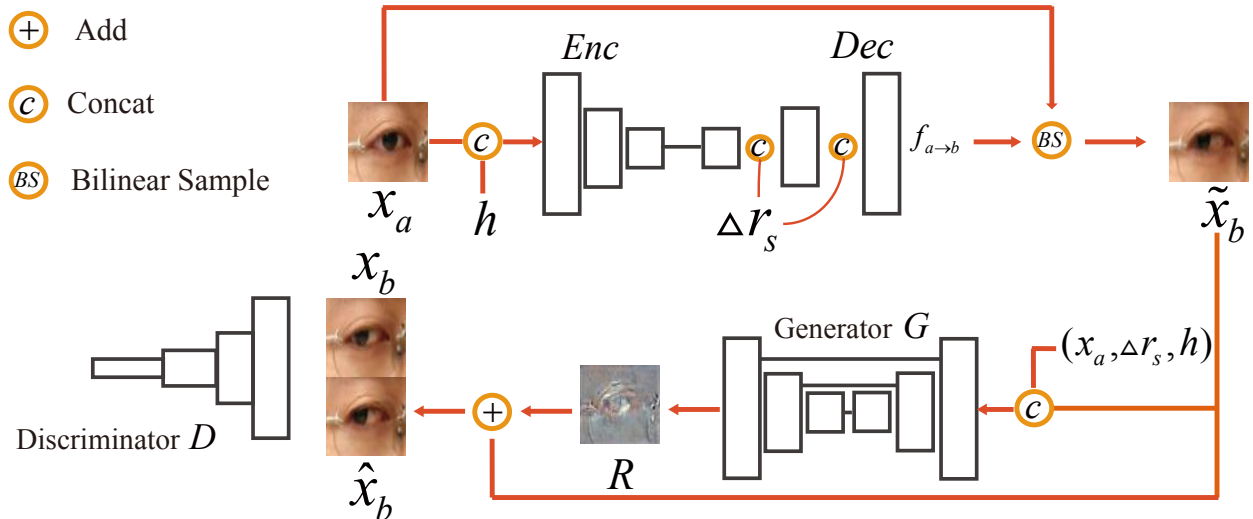 + Add
c Concat
BS Bilinear Sample
Enc
Dec
x_a
c
h
c
c
△r_s
f_{a→b}
BS
x̃_b
x_b
Generator G
(x_a,△r_s,h)
c
+
R
Discriminator D
x̂_b